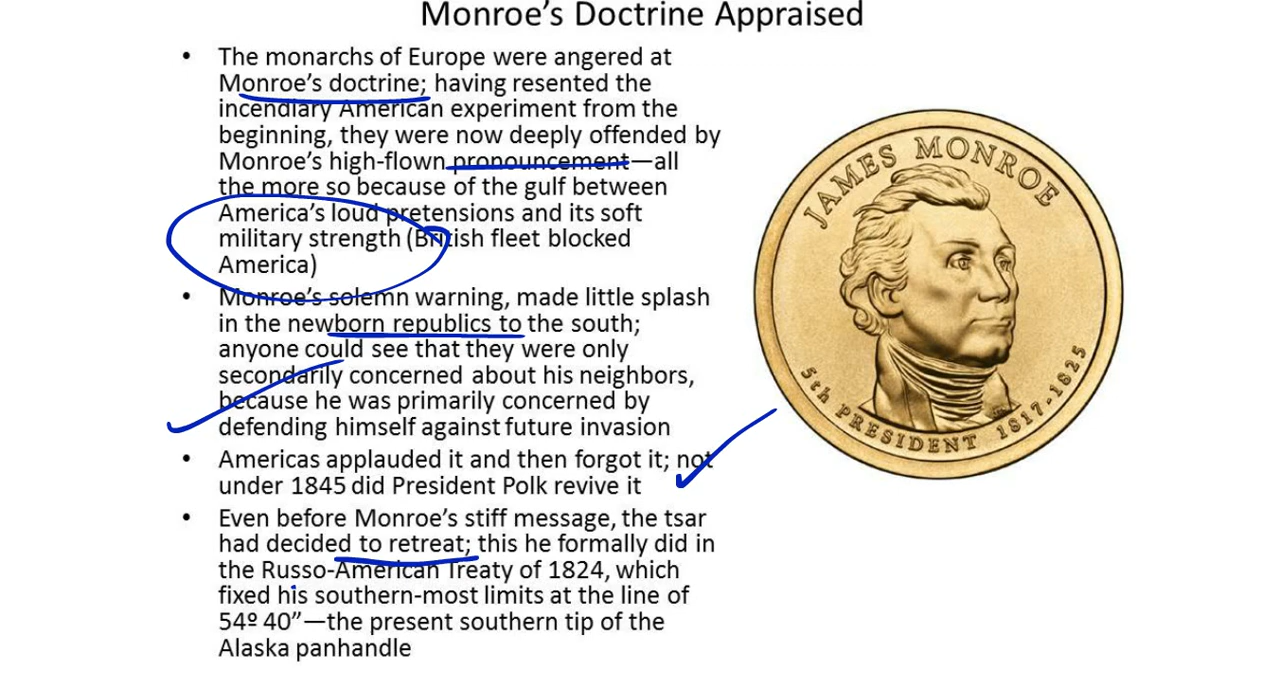 Monroe's Doctrine Appraised
• The monarchs of Europe were angered at
Monroe's doctrine; having resented the
incendiary American experiment from the
beginning, they were now deeply offended by
Monroe's high-flown pronouncement—all
the more so because of the gulf between
America's loud pretensions and its soft
military strength (British fleet blocked
America)
• Monroe's solemn warning, made little splash
in the newborn republics to the south;
anyone could see that they were only
secondarily concerned about his neighbors,
because he was primarily concerned by
defending himself against future invasion
• Americas applauded it and then forgot it; not
under 1845 did President Polk revive it
• Even before Monroe's stiff message, the tsar
had decided to retreat; this he formally did in
the Russo-American Treaty of 1824, which
fixed his southern-most limits at the line of
54º 40”—the present southern tip of the
Alaska panhandle
JAMES MONROE
5th PRESIDENT 1817-1825